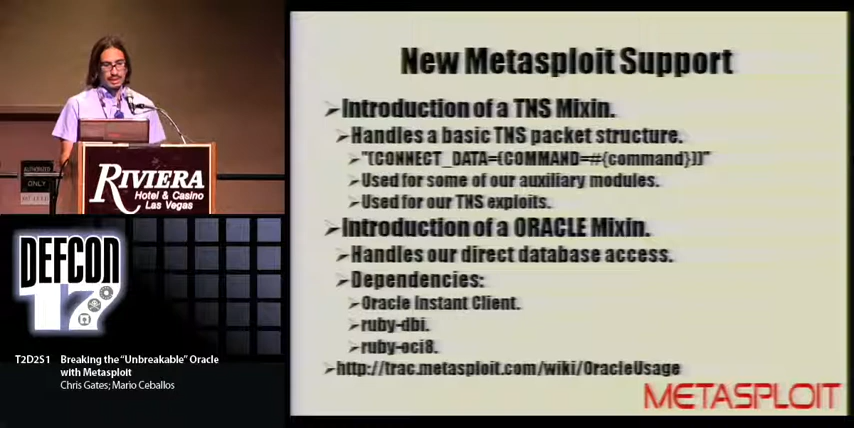 New Metasploit Support
➢Introduction of a TNS Mixin.
➢Handles a basic TNS packet structure.
➢"(CONNECT_DATA=(COMMAND=#{command}))"
➢Used for some of our auxiliary modules.
➢Used for our TNS exploits.
➢Introduction of a ORACLE Mixin.
➢Handles our direct database access.
➢Dependencies:
➢Oracle Instant Client.
➢ruby-dbi.
➢ruby-oci8.
➢http://trac.metasploit.com/wiki/OracleUsage
METASPLOIT
AUTHORIZED
ONLY
RIVIERA
Hotel & Casino
Las Vegas
DEFCON
17
T2D2S1 Breaking the "Unbreakable" Oracle
with Metasploit
Chris Gates; Mario Ceballos